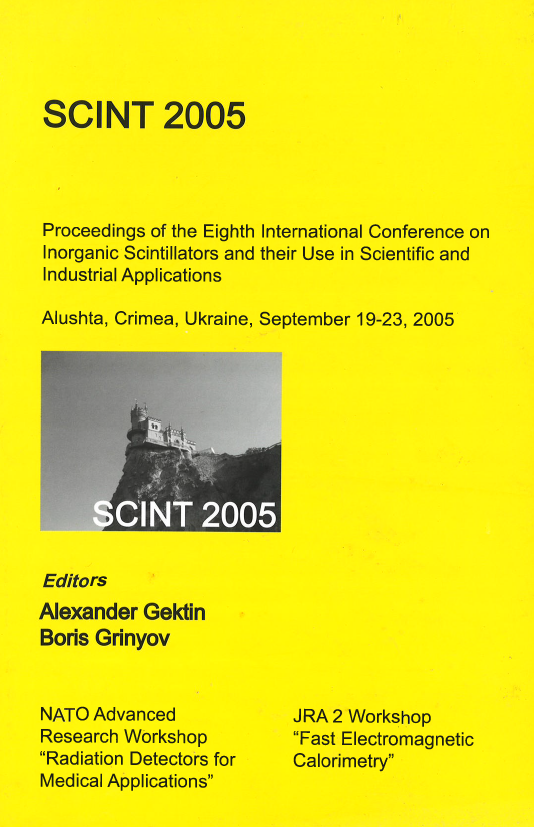 SCINT 2005
Proceedings of the Eighth International Conference on
Inorganic Scintillators and their Use in Scientific and
Industrial Applications
Alushta, Crimea, Ukraine, September 19-23, 2005
SCINT 2005
Editors
Alexander Gektin
Boris Grinyov
NATO Advanced
Research Workshop
“Radiation Detectors for
Medical Applications”
JRA 2 Workshop
“Fast Electromagnetic
Calorimetry”